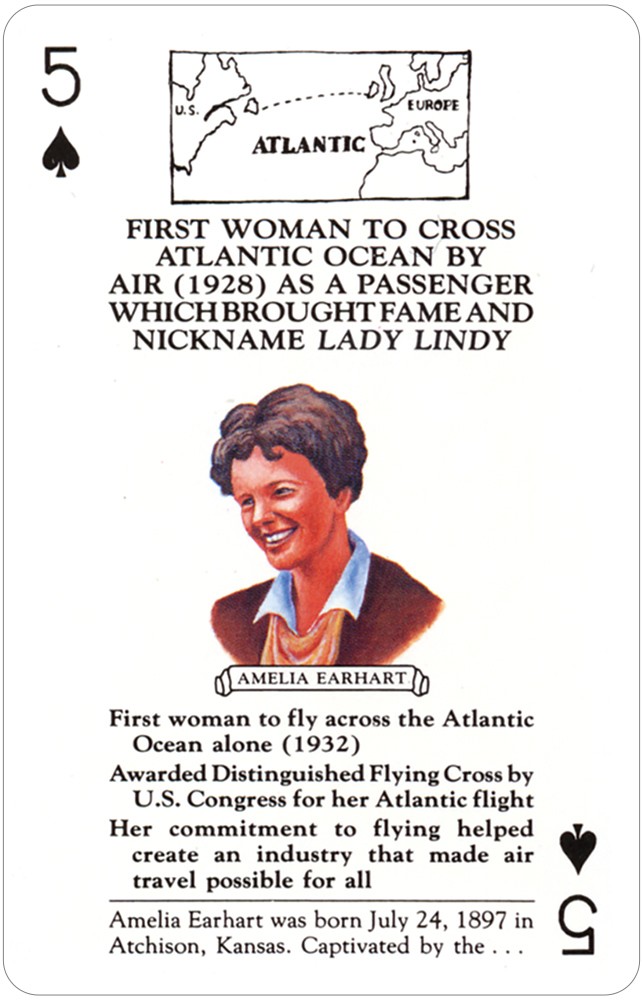 5
U.S.
EUROPE
ATLANTIC
FIRST WOMAN TO CROSS
ATLANTIC OCEAN BY
AIR (1928) AS A PASSENGER
WHICH BROUGHT FAME AND
NICKNAME LADY LINDY
AMELIA EARHART
First woman to fly across the Atlantic
Ocean alone (1932)
Awarded Distinguished Flying Cross by
U.S. Congress for her Atlantic flight
Her commitment to flying helped
create an industry that made air
travel possible for all
Amelia Earhart was born July 24, 1897 in
Atchison, Kansas. Captivated by the . . .
5